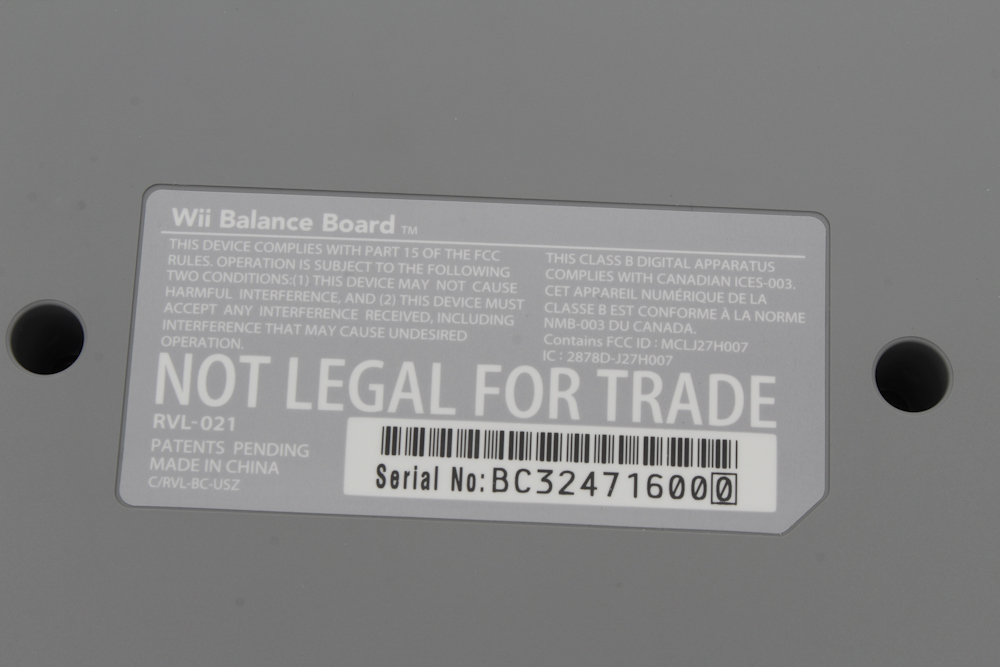 Wii Balance Board TM
THIS DEVICE COMPLIES WITH PART 15 OF THE FCC
RULES. OPERATION IS SUBJECT TO THE FOLLOWING
TWO CONDITIONS:(1) THIS DEVICE MAY NOT CAUSE
HARMFUL INTERFERENCE, AND (2) THIS DEVICE MUST
ACCEPT ANY INTERFERENCE RECEIVED, INCLUDING
INTERFERENCE THAT MAY CAUSE UNDESIRED
OPERATION.
THIS CLASS B DIGITAL APPARATUS
COMPLIES WITH CANADIAN ICES-003.
CET APPAREIL NUMÉRIQUE DE LA
CLASSE B EST CONFORME À LA NORME
NMB-003 DU CANADA.
Contains FCC ID : MCLJ27H007
IC : 2878D-J27H007
NOT LEGAL FOR TRADE
RVL-021
PATENTS PENDING
MADE IN CHINA
C/RVL-BC-USZ
Serial No:BC324716000